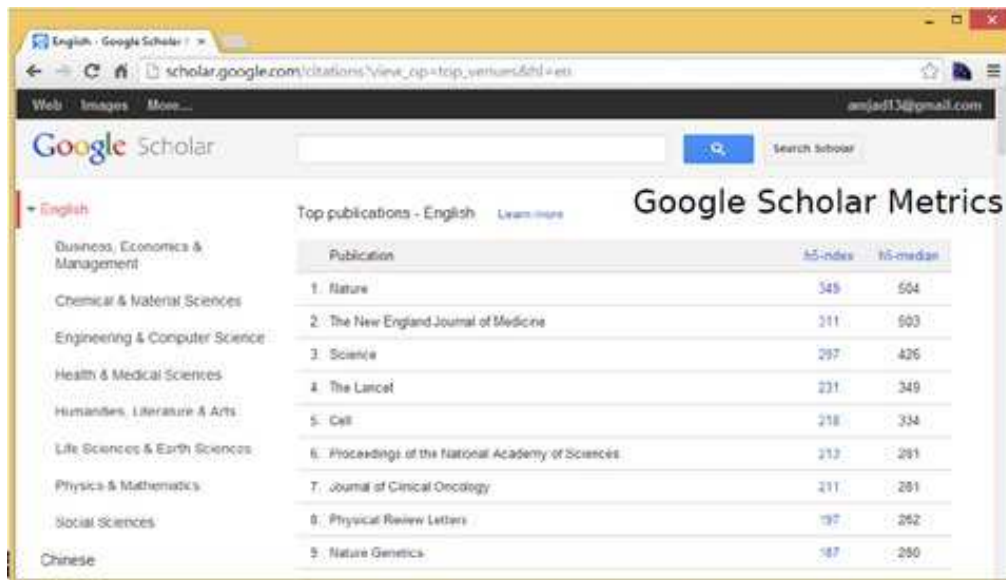 English - Google Scholar
scholar.google.com/citations?view_op=top_venues&hl=en
Web Images More...
amjad13@gmail.com
Google Scholar
Search Scholar
Google Scholar Metrics
English
Business, Economics &
Management
Chemical & Material Sciences
Engineering & Computer Science
Health & Medical Sciences
Humanities, Literature & Arts
Life Sciences & Earth Sciences
Physics & Mathematics
Social Sciences
Chinese
Top publications - English Learn more
Publication h5-index h5-median
1. Nature 349 504
2. The New England Journal of Medicine 311 503
3. Science 297 426
4. The Lancet 231 349
5. Cell 218 334
6. Proceedings of the National Academy of Sciences 213 281
7. Journal of Clinical Oncology 211 281
8. Physical Review Letters 197 262
9. Nature Genetics 187 280